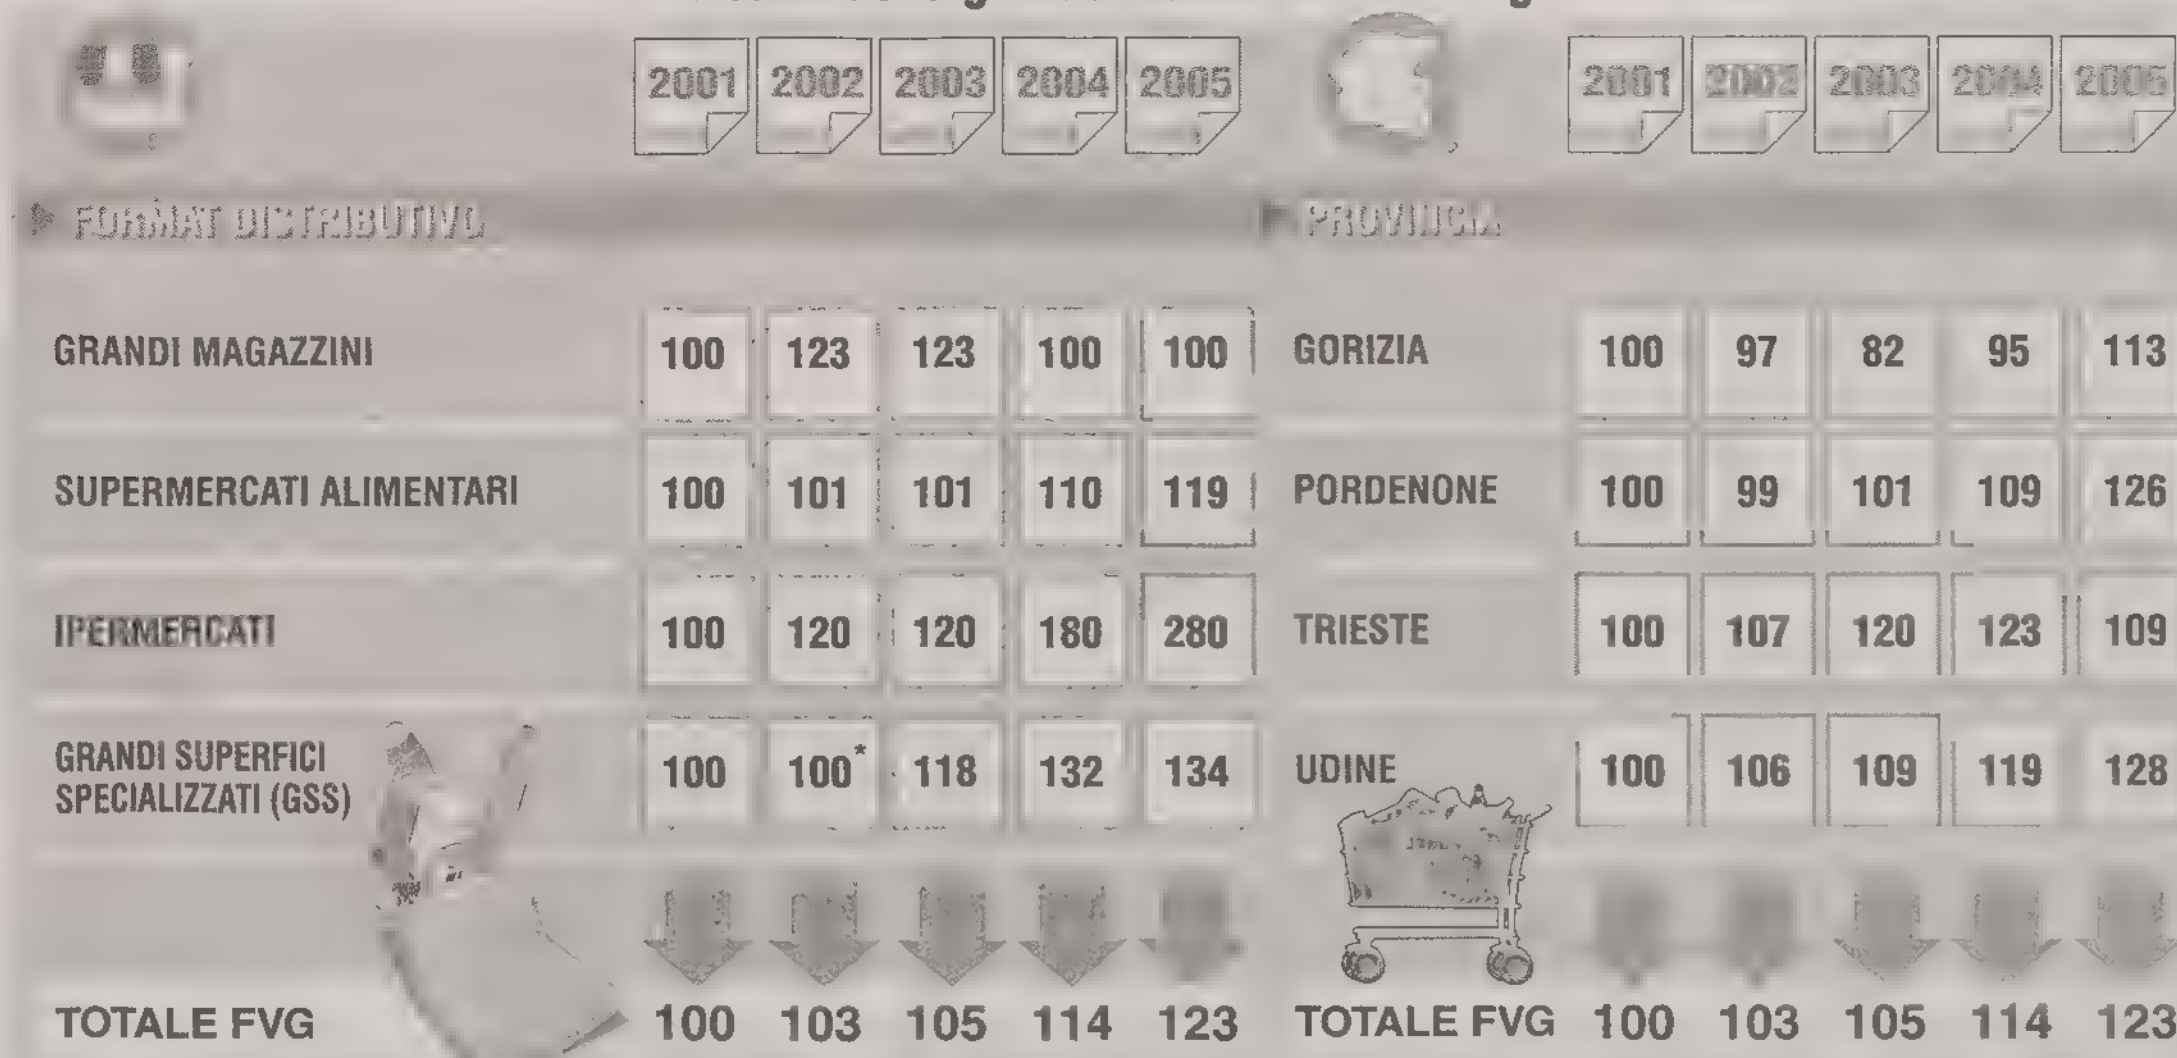 2001 2002 2003 2004 2005
FORMAT DISTRIBUTIVO
GRANDI MAGAZZINI 100 123 123 100 100
SUPERMERCATI ALIMENTARI 100 101 101 110 119
IPERMERCATI 100 120 120 180 280
GRANDI SUPERFICI
SPECIALIZZATI (GSS) 100 100* 118 132 134
TOTALE FVG 100 103 105 114 123
2001 2002 2003 2004 2005
PROVINCIA
GORIZIA 100 97 82 95 113
PORDENONE 100 99 101 109 126
TRIESTE 100 107 120 123 109
UDINE 100 106 109 119 128
TOTALE FVG 100 103 105 114 123